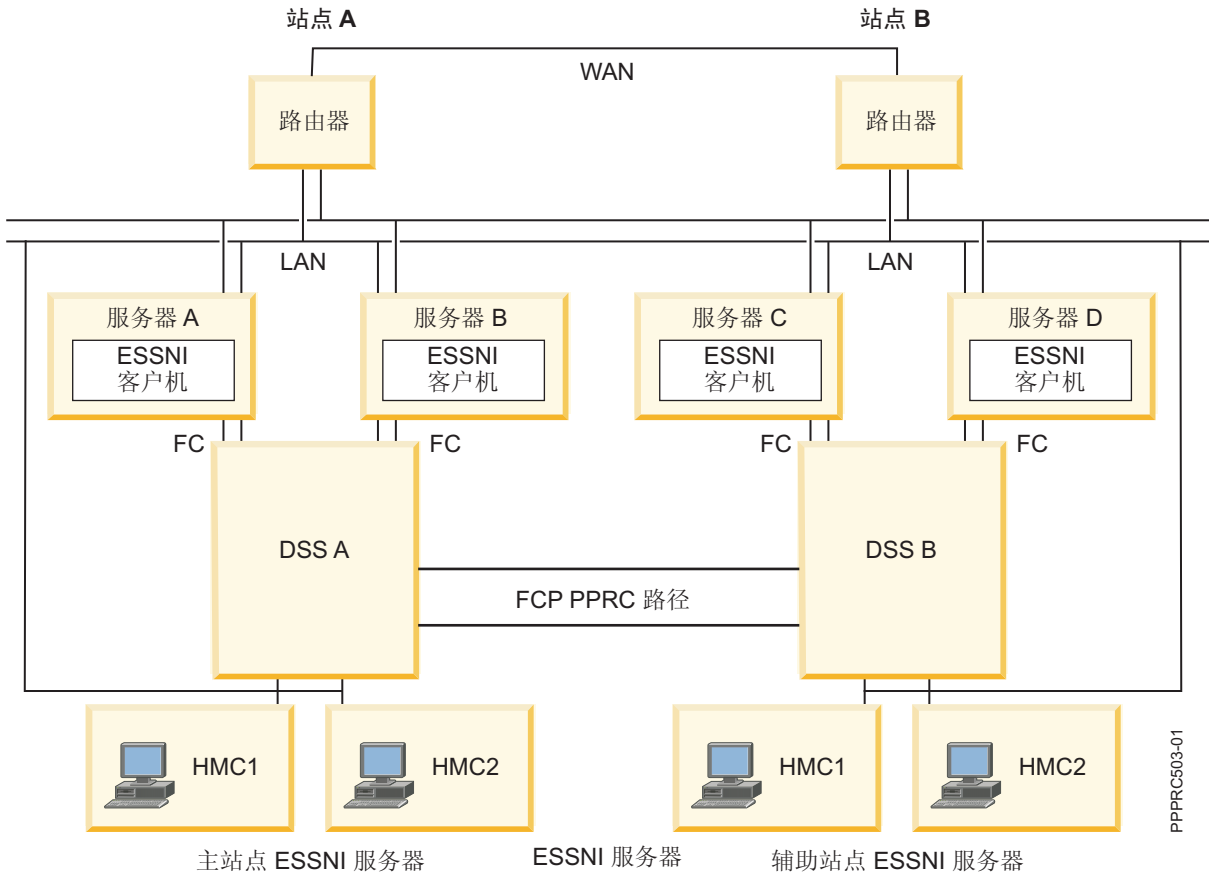 站点 A
站点 B
WAN
路由器
路由器
LAN
LAN
服务器 A
ESSNI
客户机
服务器 B
ESSNI
客户机
服务器 C
ESSNI
客户机
服务器 D
ESSNI
客户机
FC
FC
FC
FC
DSS A
DSS B
FCP PPRC 路径
HMC1
HMC2
HMC1
HMC2
PPPRC503-01
主站点 ESSNI 服务器
ESSNI 服务器
辅助站点 ESSNI 服务器